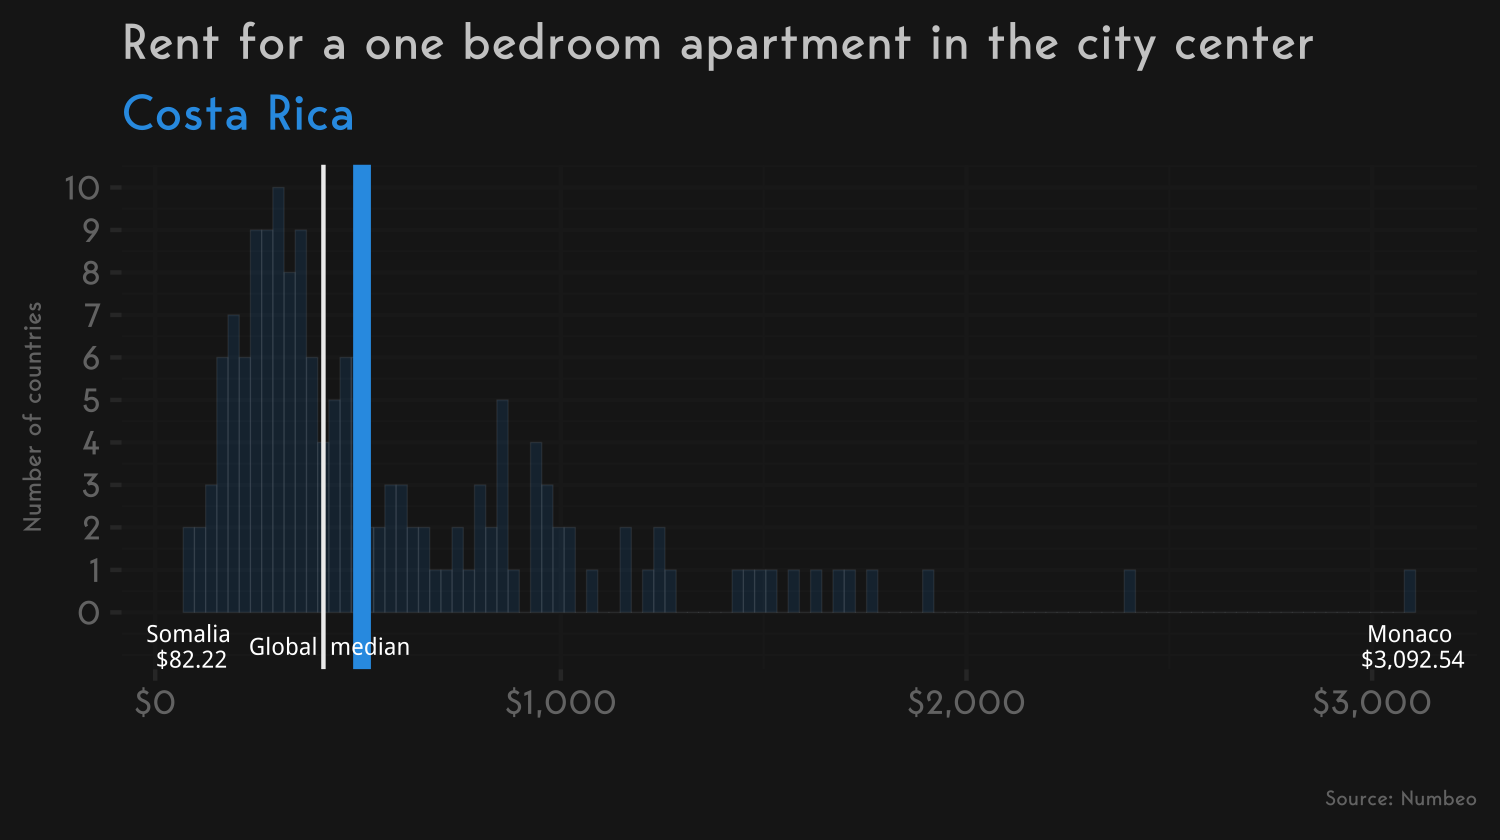 Rent for a one bedroom apartment in the city center
Costa Rica
Number of countries
10
9
8
7
6
5
4
3
2
1
0
Somalia
$82.22
Global median
Monaco
$3,092.54
$0
$1,000
$2,000
$3,000
Source: Numbeo